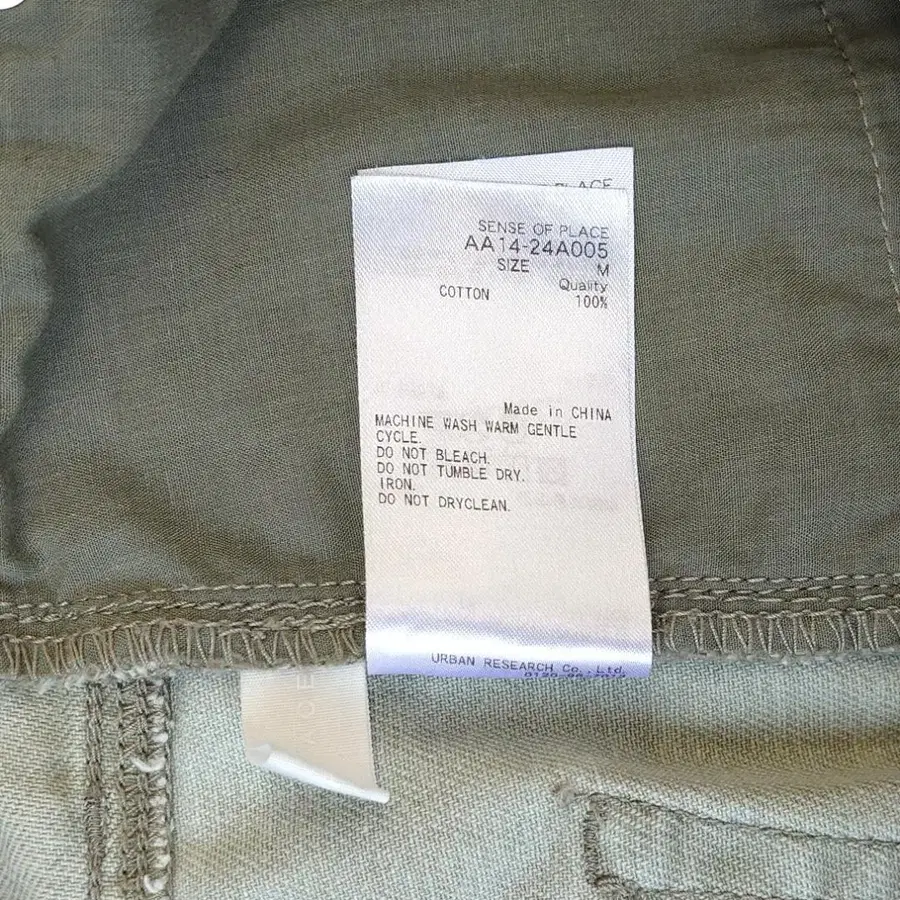 PLACE
SENSE OF PLACE
AA14-24A005
SIZE M
Quality
COTTON 100%
Made in CHINA
MACHINE WASH WARM GENTLE
CYCLE.
DO NOT BLEACH.
DO NOT TUMBLE DRY.
IRON.
DO NOT DRYCLEAN.
URBAN RESEARCH Co., Ltd.